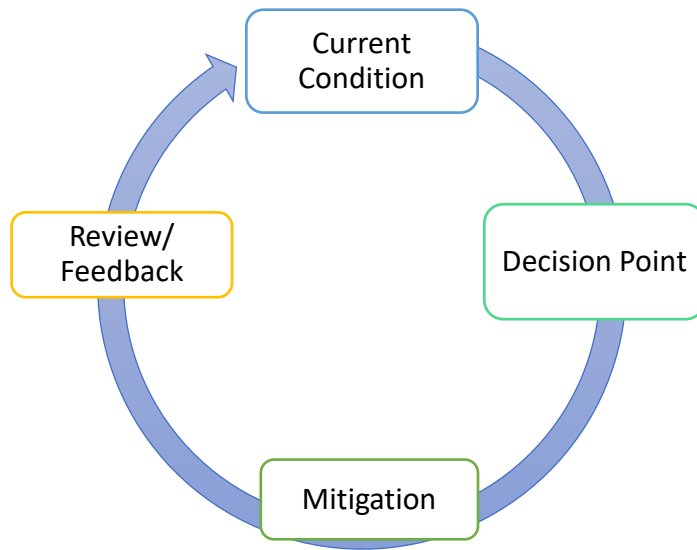 Current
Condition
Decision Point
Mitigation
Review/
Feedback